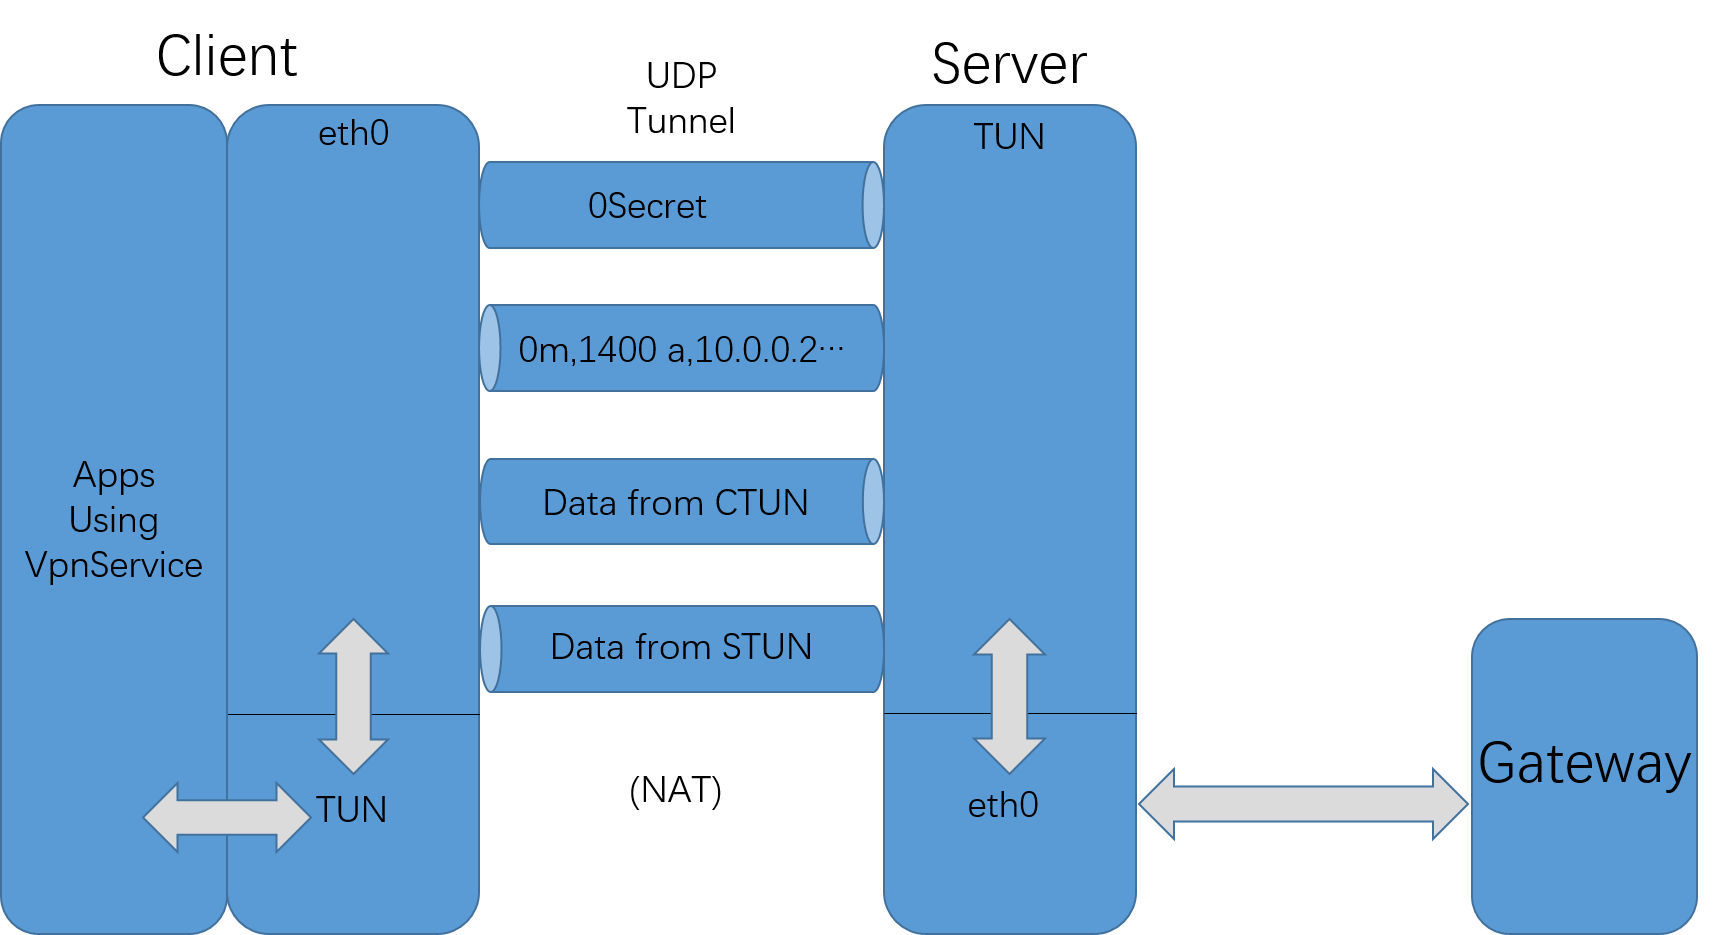 Client
Server
UDP
Tunnel
eth0
TUN
0Secret
0m,1400 a,10.0.0.2…
Apps
Using
VpnService
Data from CTUN
Data from STUN
TUN
(NAT)
eth0
Gateway